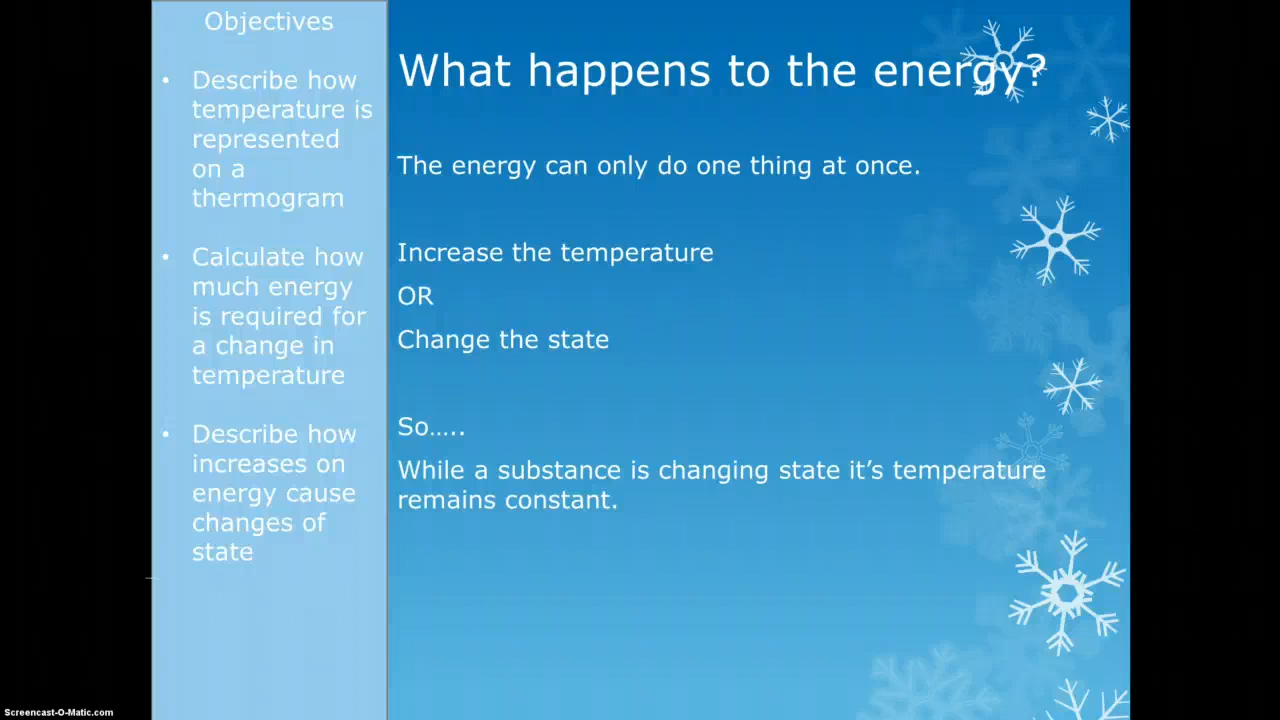 Objectives
• Describe how
temperature is
represented
on a
thermogram
• Calculate how
much energy
is required for
a change in
temperature
• Describe how
increases on
energy cause
changes of
state
What happens to the energy?
The energy can only do one thing at once.
Increase the temperature
OR
Change the state
So…..
While a substance is changing state it’s temperature
remains constant.
Screencast-O-Matic.com